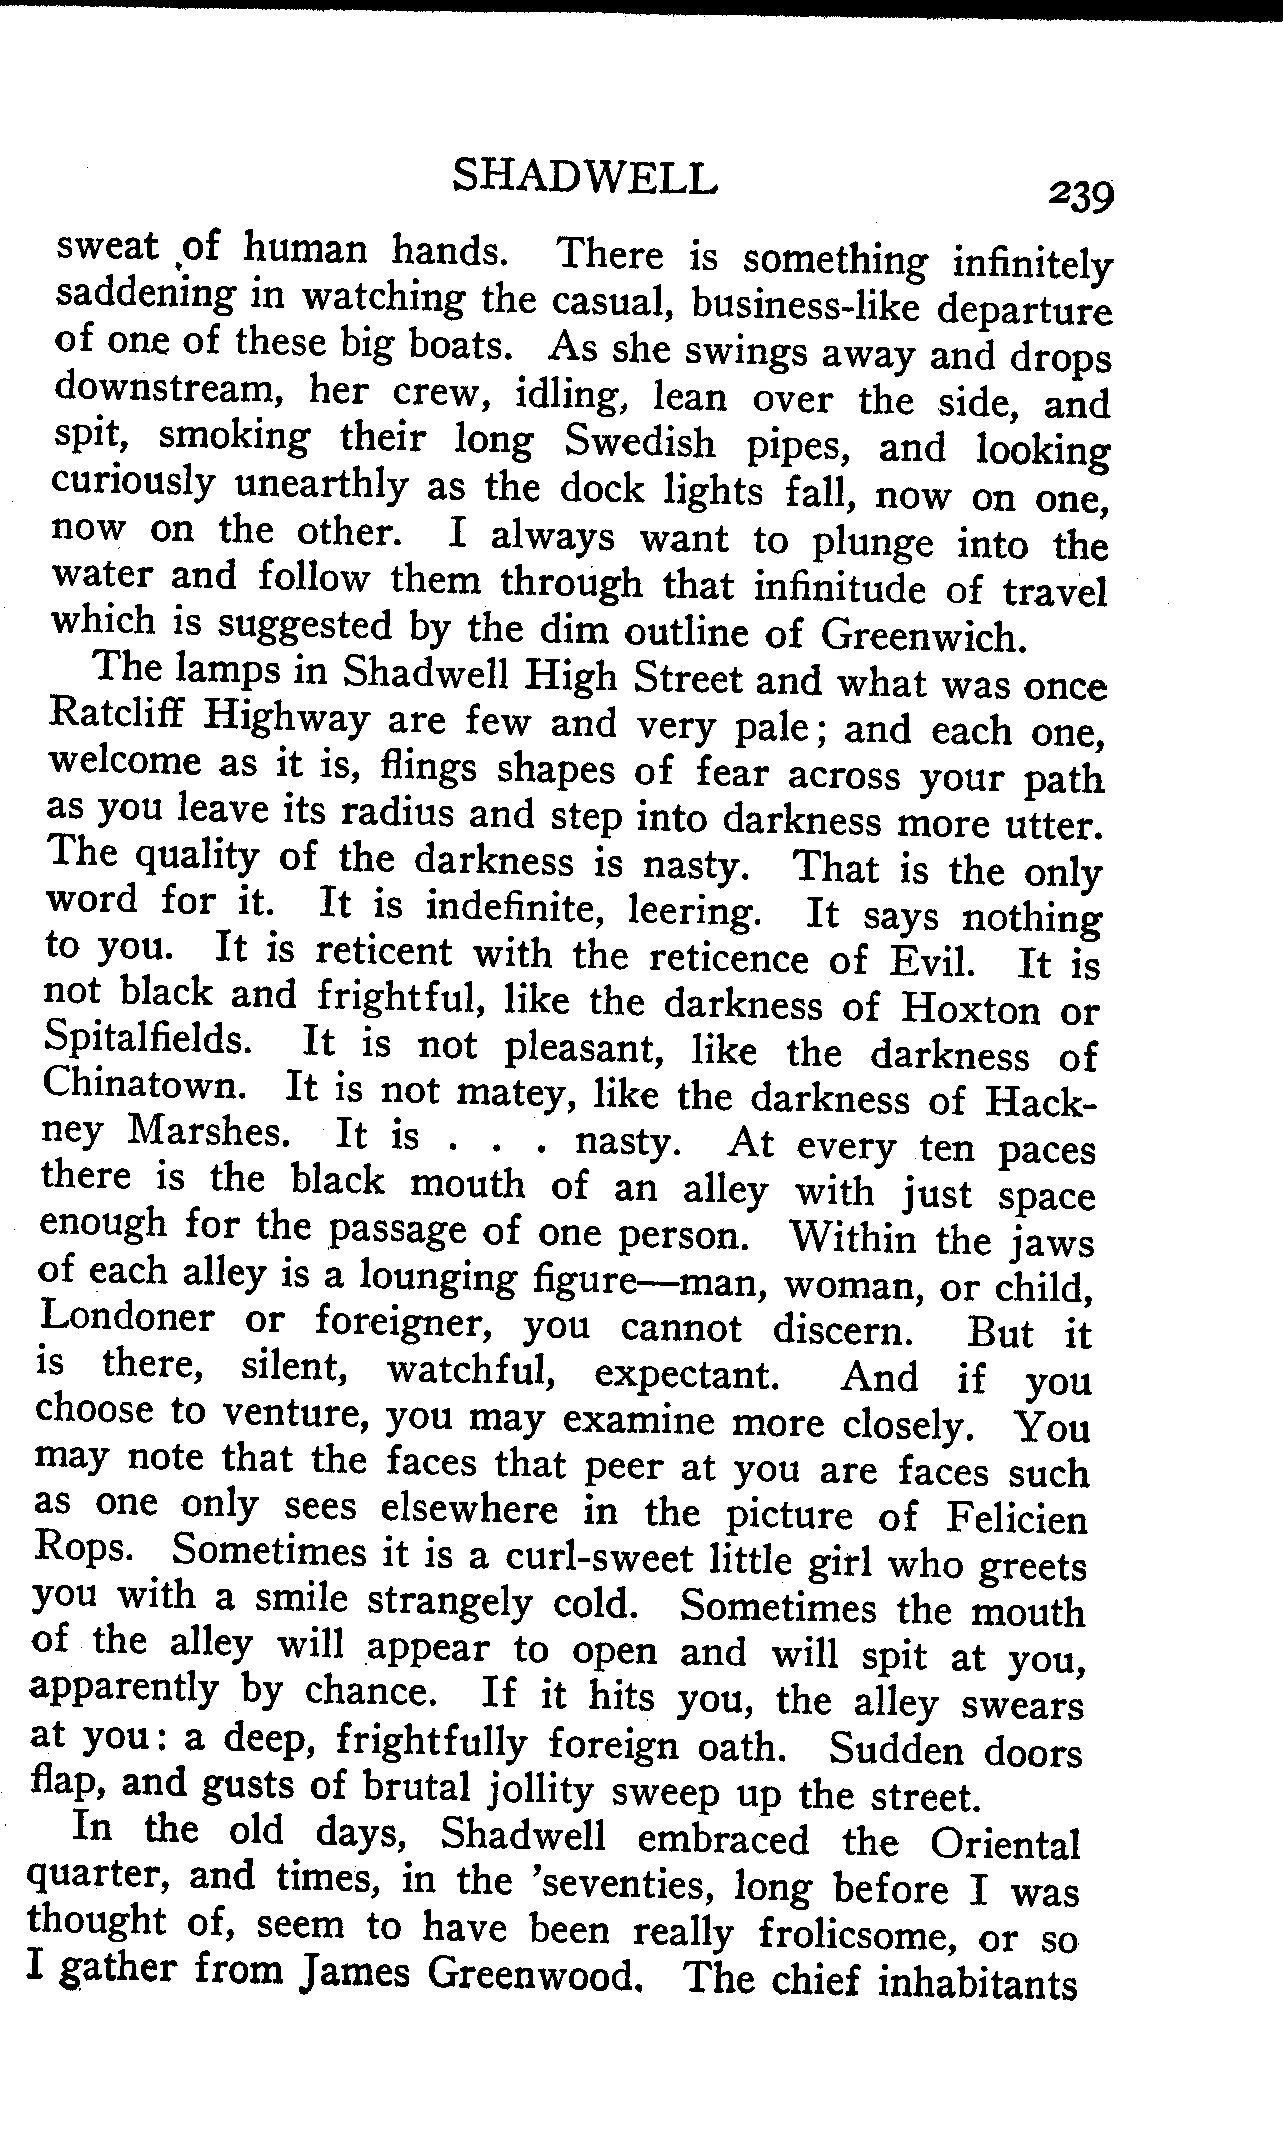 SHADWELL 239
sweat of human hands. There is something infinitely
saddening in watching the casual, business-like departure
of one of these big boats. As she swings away and drops
downstream, her crew, idling, lean over the side, and
spit, smoking their long Swedish pipes, and looking
curiously unearthly as the dock lights fall, now on one,
now on the other. I always want to plunge into the
water and follow them through that infinitude of travel
which is suggested by the dim outline of Greenwich.
The lamps in Shadwell High Street and what was once
Ratcliff Highway are few and very pale; and each one,
welcome as it is, flings shapes of fear across your path
as you leave its radius and step into darkness more utter.
The quality of the darkness is nasty. That is the only
word for it. It is indefinite, leering. It says nothing
to you. It is reticent with the reticence of Evil. It is
not black and frightful, like the darkness of Hoxton or
Spitalfields. It is not pleasant, like the darkness of
Chinatown. It is not matey, like the darkness of Hack-
ney Marshes. It is . . . nasty. At every ten paces
there is the black mouth of an alley with just space
enough for the passage of one person. Within the jaws
of each alley is a lounging figure—man, woman, or child,
Londoner or foreigner, you cannot discern. But it
is there, silent, watchful, expectant. And if you
choose to venture, you may examine more closely. You
may note that the faces that peer at you are faces such
as one only sees elsewhere in the picture of Felicien
Rops. Sometimes it is a curl-sweet little girl who greets
you with a smile strangely cold. Sometimes the mouth
of the alley will appear to open and will spit at you,
apparently by chance. If it hits you, the alley swears
at you: a deep, frightfully foreign oath. Sudden doors
flap, and gusts of brutal jollity sweep up the street.
In the old days, Shadwell embraced the Oriental
quarter, and times, in the 'seventies, long before I was
thought of, seem to have been really frolicsome, or so
I gather from James Greenwood. The chief inhabitants